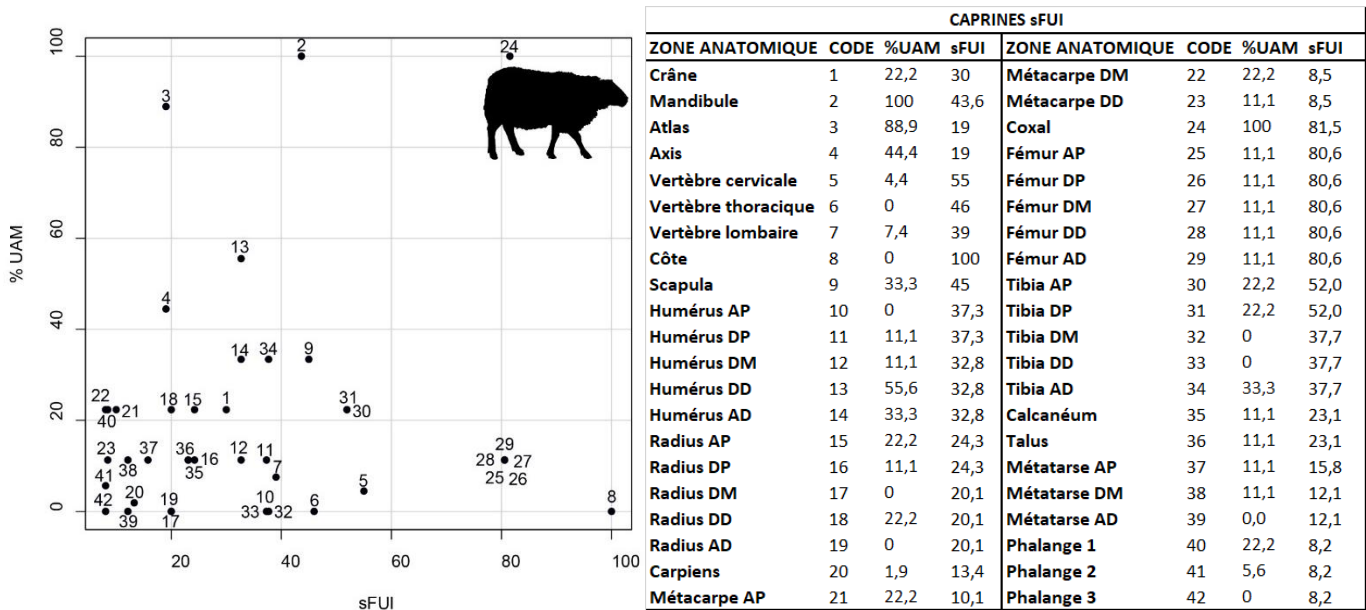 % UAM
100
80
60
40
20
0
2 24
3
13
4
14 34 9
22 18 15 1 31
40 21 30
23 37 36 12 11 29
38 35 16 7 28 27
41 25 26
5
42 20 19 10 6 8
39 17 33 32
20 40 60 80 100
sFUI
CAPRINES sFUI
ZONE ANATOMIQUE CODE %UAM sFUI ZONE ANATOMIQUE CODE %UAM sFUI
Crâne 1 22,2 30 Métacarpe DM 22 22,2 8,5
Mandibule 2 100 43,6 Métacarpe DD 23 11,1 8,5
Atlas 3 88,9 19 Coxal 24 100 81,5
Axis 4 44,4 19 Fémur AP 25 11,1 80,6
Vertèbre cervicale 5 4,4 55 Fémur DP 26 11,1 80,6
Vertèbre thoracique 6 0 46 Fémur DM 27 11,1 80,6
Vertèbre lombaire 7 7,4 39 Fémur DD 28 11,1 80,6
Côte 8 0 100 Fémur AD 29 11,1 80,6
Scapula 9 33,3 45 Tibia AP 30 22,2 52,0
Humérus AP 10 0 37,3 Tibia DP 31 22,2 52,0
Humérus DP 11 11,1 37,3 Tibia DM 32 0 37,7
Humérus DM 12 11,1 32,8 Tibia DD 33 0 37,7
Humérus DD 13 55,6 32,8 Tibia AD 34 33,3 37,7
Humérus AD 14 33,3 32,8 Calcanéum 35 11,1 23,1
Radius AP 15 22,2 24,3 Talus 36 11,1 23,1
Radius DP 16 11,1 24,3 Métatarse AP 37 11,1 15,8
Radius DM 17 0 20,1 Métatarse DM 38 11,1 12,1
Radius DD 18 22,2 20,1 Métatarse AD 39 0,0 12,1
Radius AD 19 0 20,1 Phalange 1 40 22,2 8,2
Carpiens 20 1,9 13,4 Phalange 2 41 5,6 8,2
Métacarpe AP 21 22,2 10,1 Phalange 3 42 0 8,2